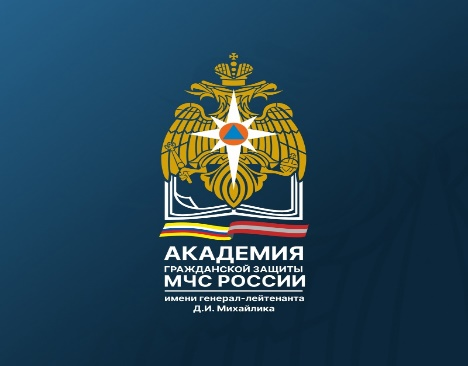 АКАДЕМИЯ
ГРАЖДАНСКОЙ ЗАЩИТЫ
МЧС РОССИИ
имени генерал-лейтенанта
Д.И. Михайлика